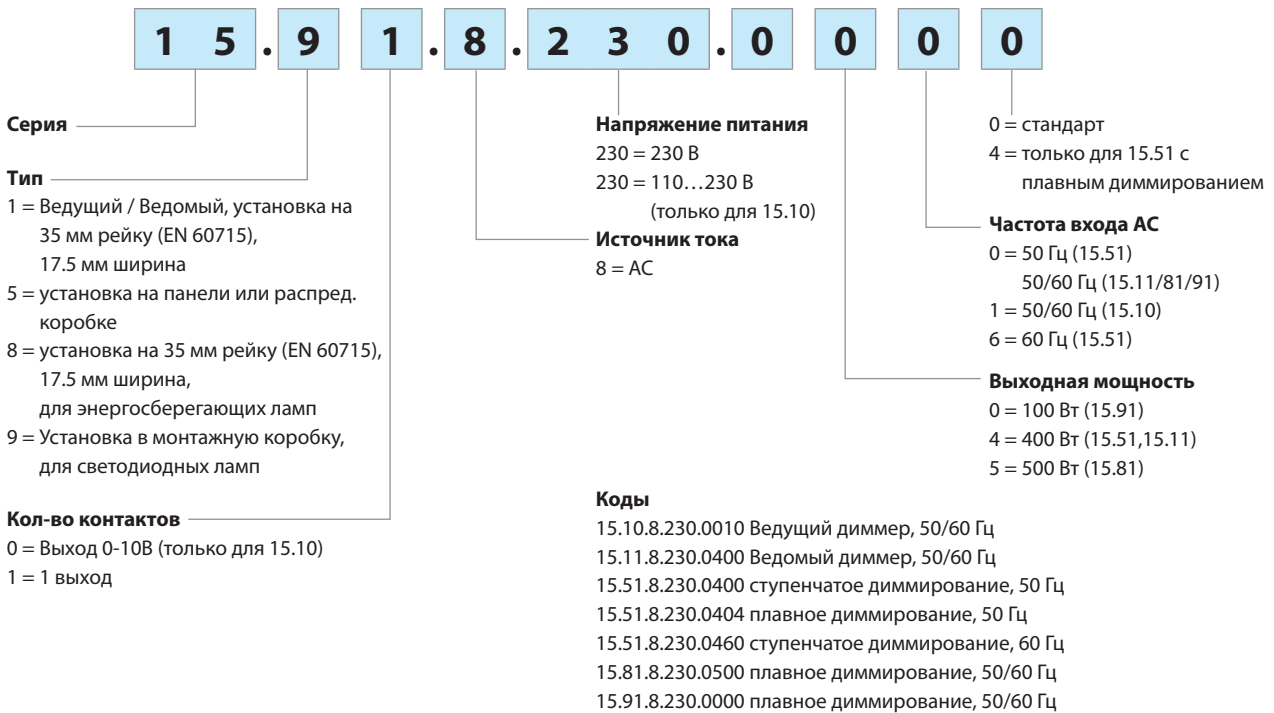 1 5 . 9 1 . 8 . 2 3 0 . 0 0 0 0
Серия
Тип
1 = Ведущий / Ведомый, установка на
35 мм рейку (EN 60715),
17.5 мм ширина
5 = установка на панели или распред.
коробке
8 = установка на 35 мм рейку (EN 60715),
17.5 мм ширина,
для энергосберегающих ламп
9 = Установка в монтажную коробку,
для светодиодных ламп
Кол-во контактов
0 = Выход 0-10В (только для 15.10)
1 = 1 выход
Напряжение питания
230 = 230 В
230 = 110…230 В
(только для 15.10)
Источник тока
8 = AC
0 = стандарт
4 = только для 15.51 с
плавным диммированием
Частота входа АС
0 = 50 Гц (15.51)
50/60 Гц (15.11/81/91)
1 = 50/60 Гц (15.10)
6 = 60 Гц (15.51)
Выходная мощность
0 = 100 Вт (15.91)
4 = 400 Вт (15.51,15.11)
5 = 500 Вт (15.81)
Коды
15.10.8.230.0010 Ведущий диммер, 50/60 Гц
15.11.8.230.0400 Ведомый диммер, 50/60 Гц
15.51.8.230.0400 ступенчатое диммирование, 50 Гц
15.51.8.230.0404 плавное диммирование, 50 Гц
15.51.8.230.0460 ступенчатое диммирование, 60 Гц
15.81.8.230.0500 плавное диммирование, 50/60 Гц
15.91.8.230.0000 плавное диммирование, 50/60 Гц